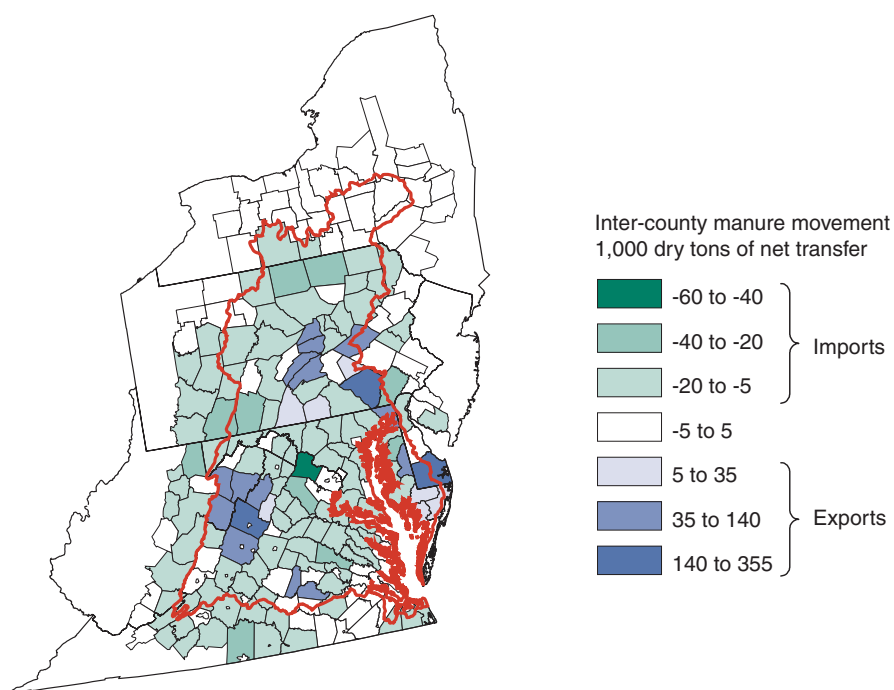 Inter-county manure movement
1,000 dry tons of net transfer
-60 to -40
-40 to -20
Imports
-20 to -5
-5 to 5
5 to 35
35 to 140
Exports
140 to 355